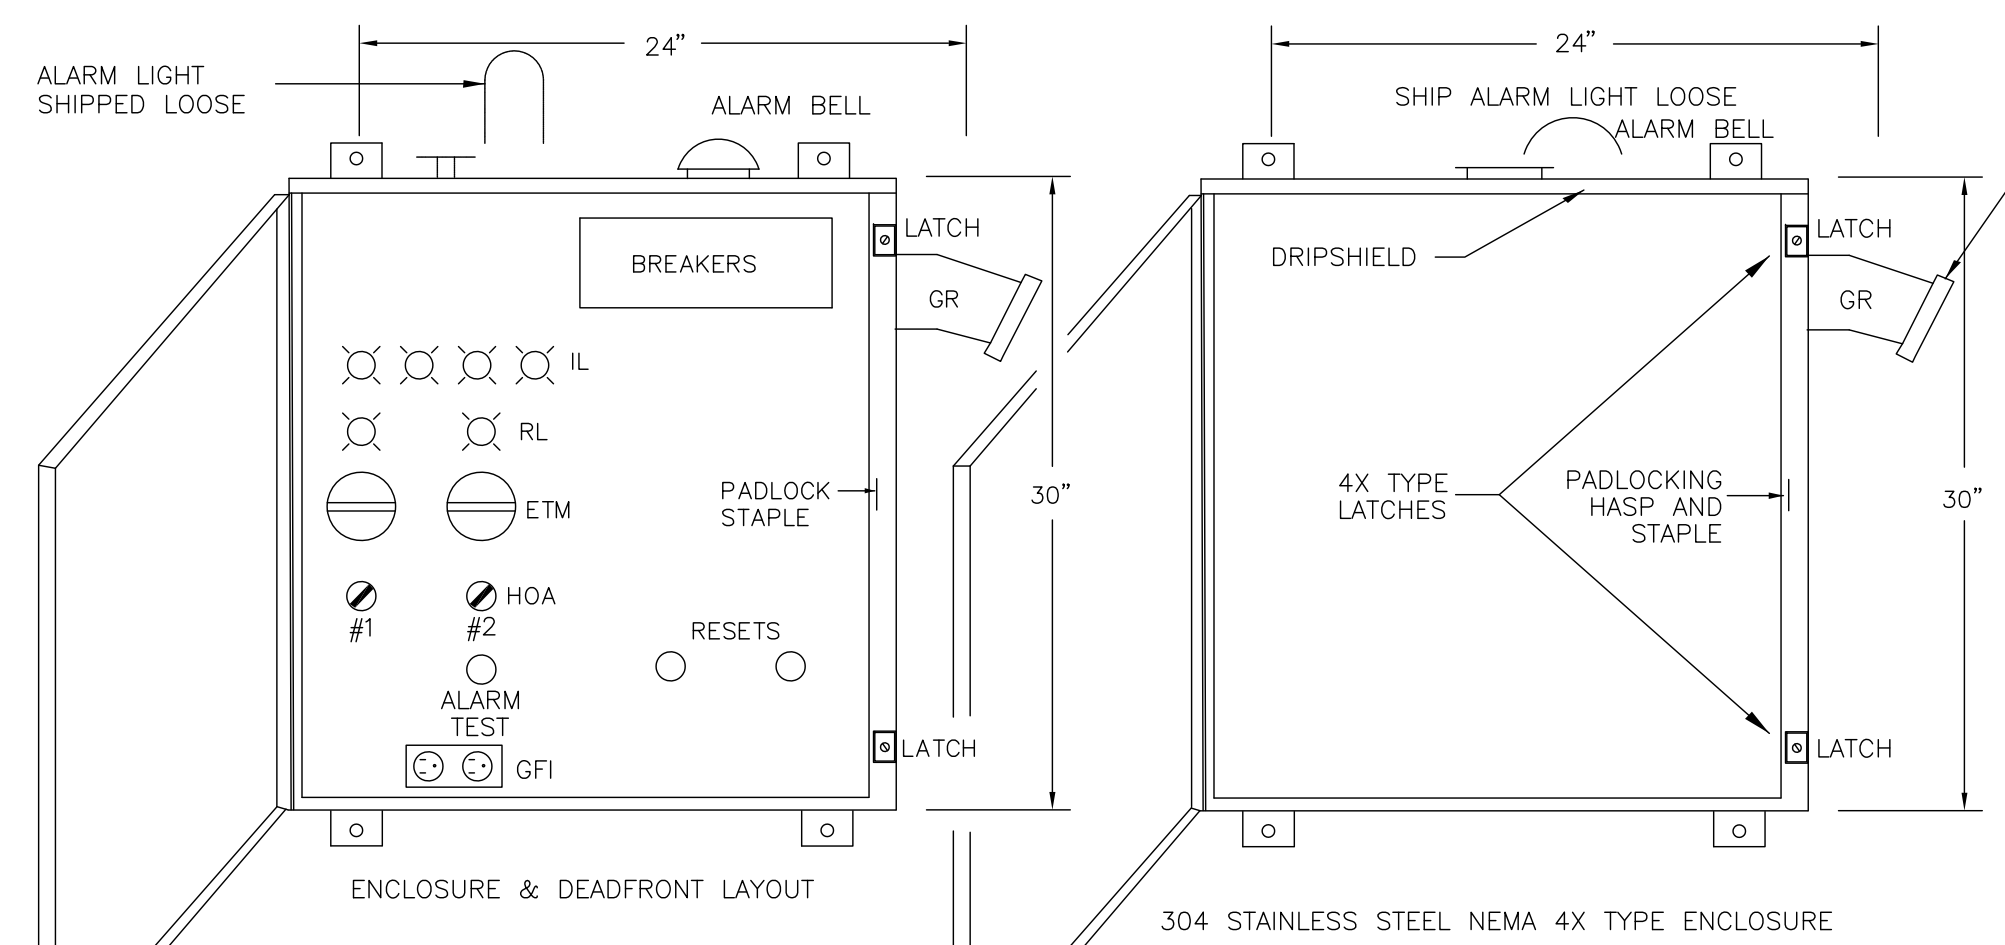 24”
ALARM LIGHT
SHIPPED LOOSE
ALARM BELL
LATCH
BREAKERS
GR
IL
RL
PADLOCK
STAPLE
ETM
30”
HOA
#1
#2
RESETS
ALARM
TEST
LATCH
GFI
ENCLOSURE & DEADFRONT LAYOUT
24”
SHIP ALARM LIGHT LOOSE
ALARM BELL
LATCH
DRIPSHIELD
GR
4X TYPE
LATCHES
PADLOCKING
HASP AND
STAPLE
30”
LATCH
304 STAINLESS STEEL NEMA 4X TYPE ENCLOSURE